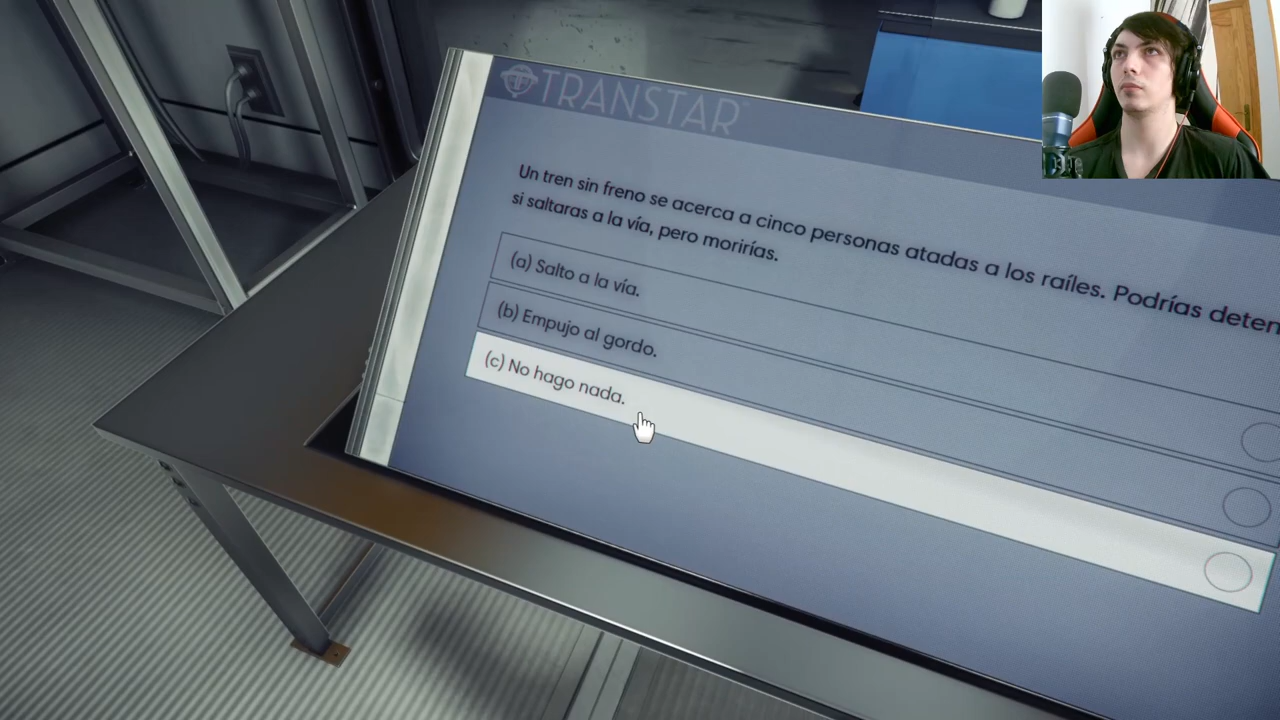 TRANSTAR
Un tren sin freno se acerca a cinco personas atadas a los raíles. Podrías
si saltaras a la vía, pero morirías.
(a) Salto a la vía.
(b) Empujo al gordo.
(c) No hago nada.